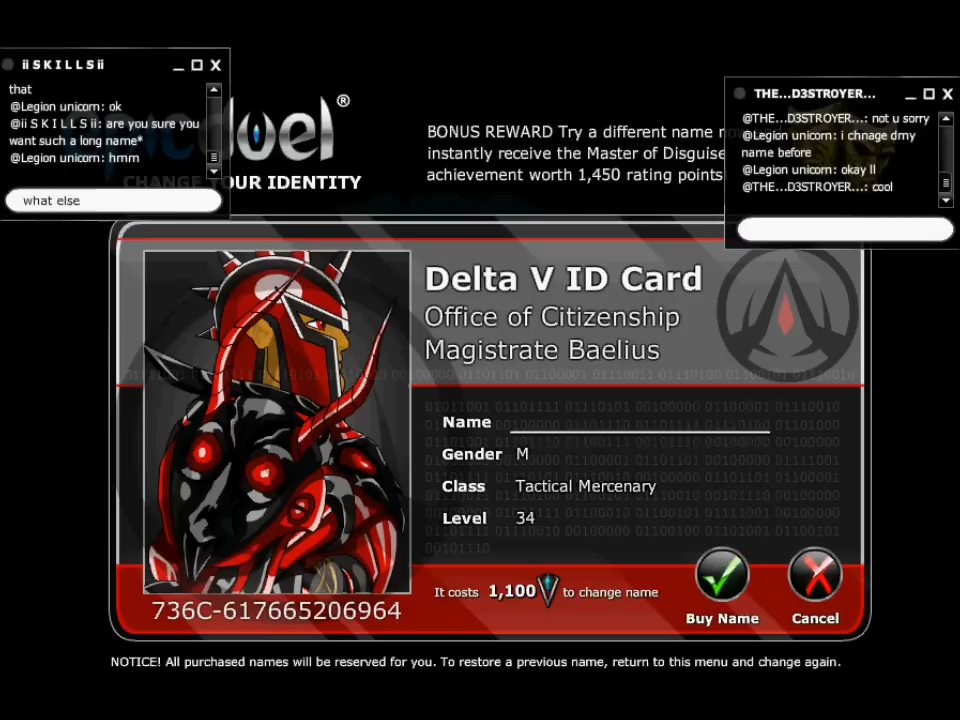 ii S K I L L S ii
that
@Legion unicorn: ok
@ii S K I L L S ii: are you sure you
want such a long name*
@Legion unicorn: hmm
what else
THE...D3STROYER...
@THE...D3STROYER...: not u sorry
@Legion unicorn: i chnage dmy
name before
@Legion unicorn: okay ll
@THE...D3STROYER...: cool
duel®
CHANGE YOUR IDENTITY
BONUS REWARD Try a different name
instantly receive the Master of Disguise
achievement worth 1,450 rating points
Delta V ID Card
Office of Citizenship
Magistrate Baelius
Name
Gender M
Class Tactical Mercenary
Level 34
736C-617665206964
It costs 1,100 to change name
Buy Name
Cancel
NOTICE! All purchased names will be reserved for you. To restore a previous name, return to this menu and change again.